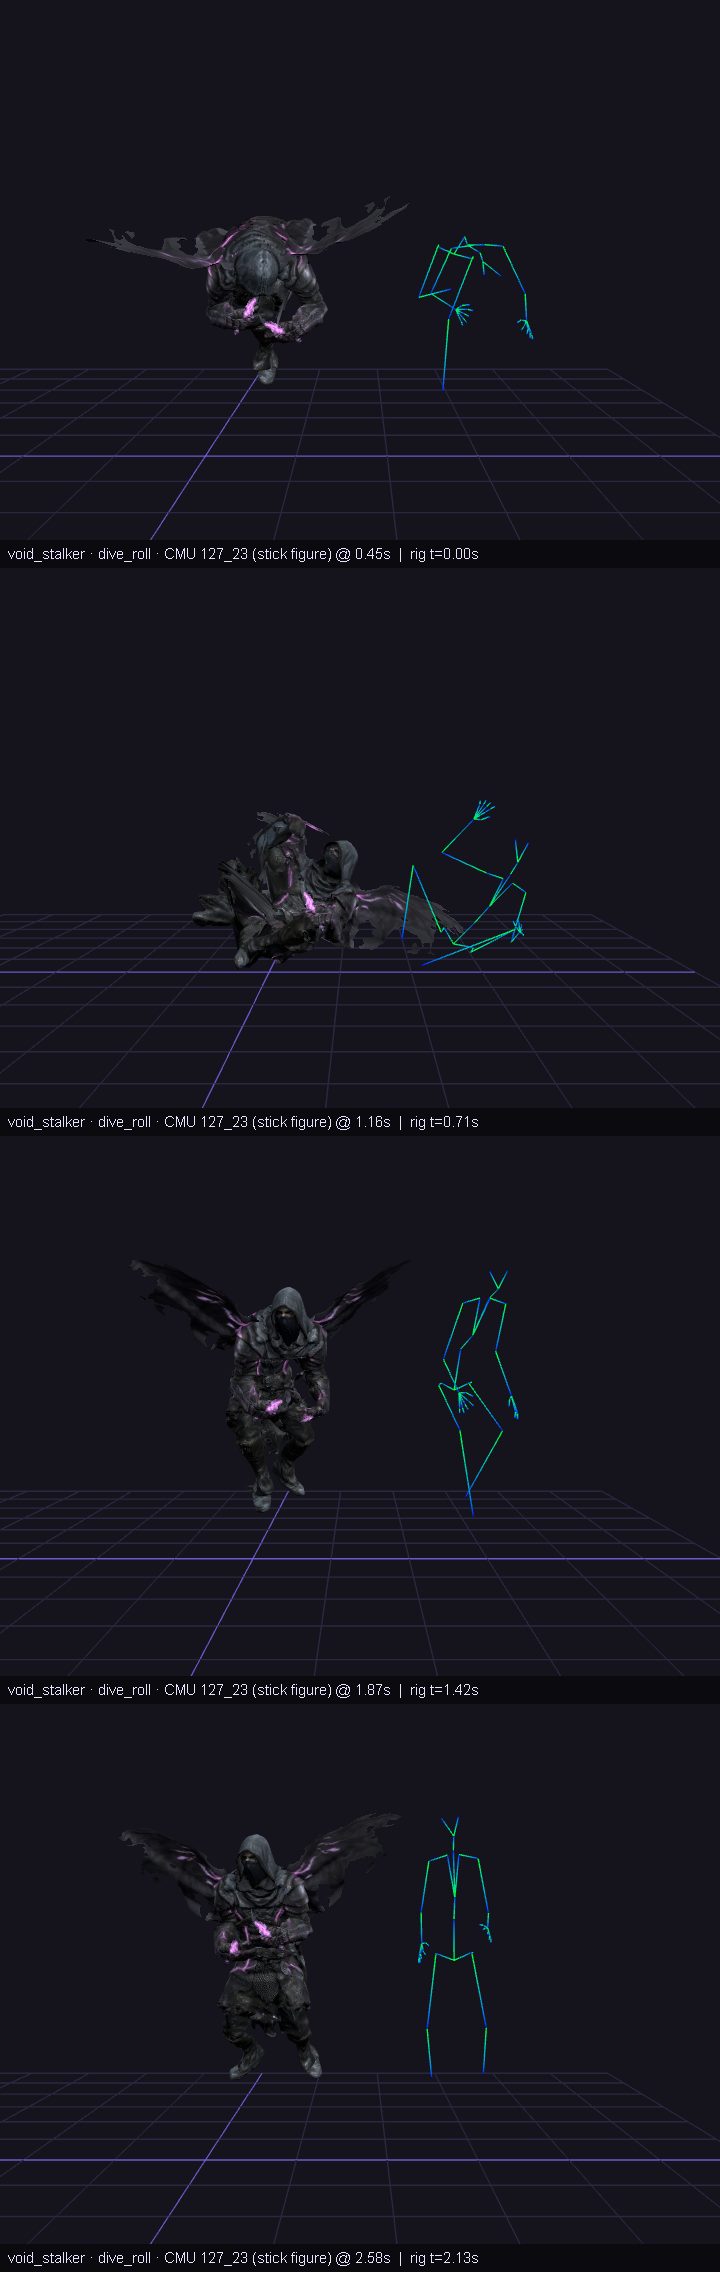 void_stalker · dive_roll · CMU 127_23 (stick figure) @ 0.45s | rig t=0.00s
void_stalker · dive_roll · CMU 127_23 (stick figure) @ 1.16s | rig t=0.71s
void_stalker · dive_roll · CMU 127_23 (stick figure) @ 1.87s | rig t=1.42s
void_stalker · dive_roll · CMU 127_23 (stick figure) @ 2.58s | rig t=2.13s